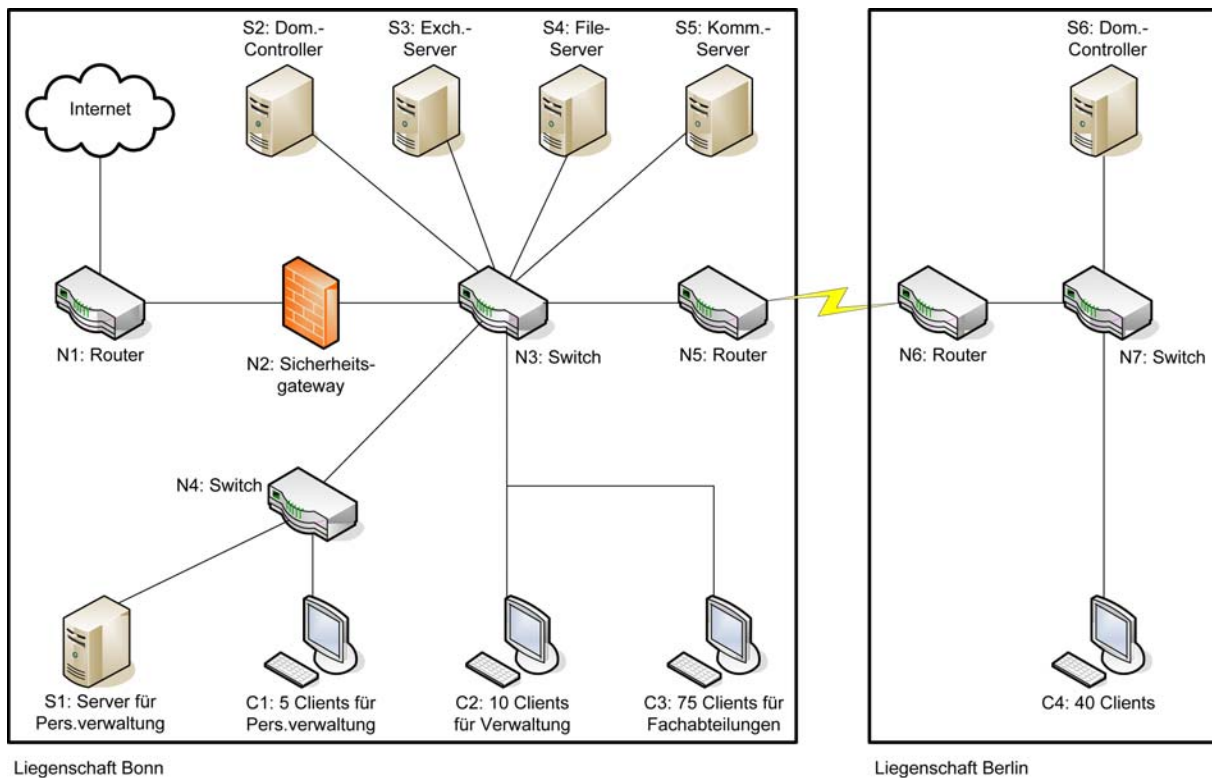 S2: Dom.-
Controller
S3: Exch.-
Server
S4: File-
Server
S5: Komm.-
Server
S6: Dom.-
Controller
Internet
N1: Router
N2: Sicherheits-
gateway
N3: Switch
N5: Router
N6: Router
N7: Switch
N4: Switch
S1: Server für
Pers.verwaltung
C1: 5 Clients für
Pers.verwaltung
C2: 10 Clients
für Verwaltung
C3: 75 Clients für
Fachabteilungen
C4: 40 Clients
Liegenschaft Bonn
Liegenschaft Berlin